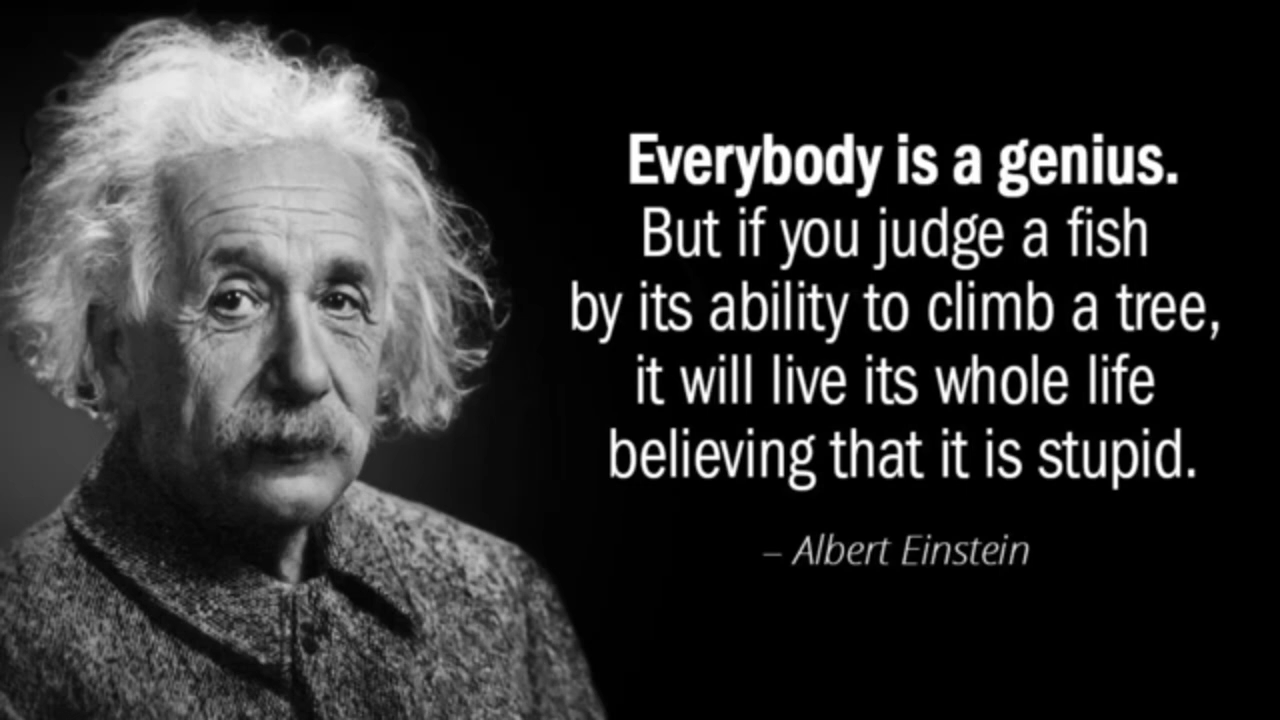 Everybody is a genius.
But if you judge a fish
by its ability to climb a tree,
it will live its whole life
believing that it is stupid.
– Albert Einstein